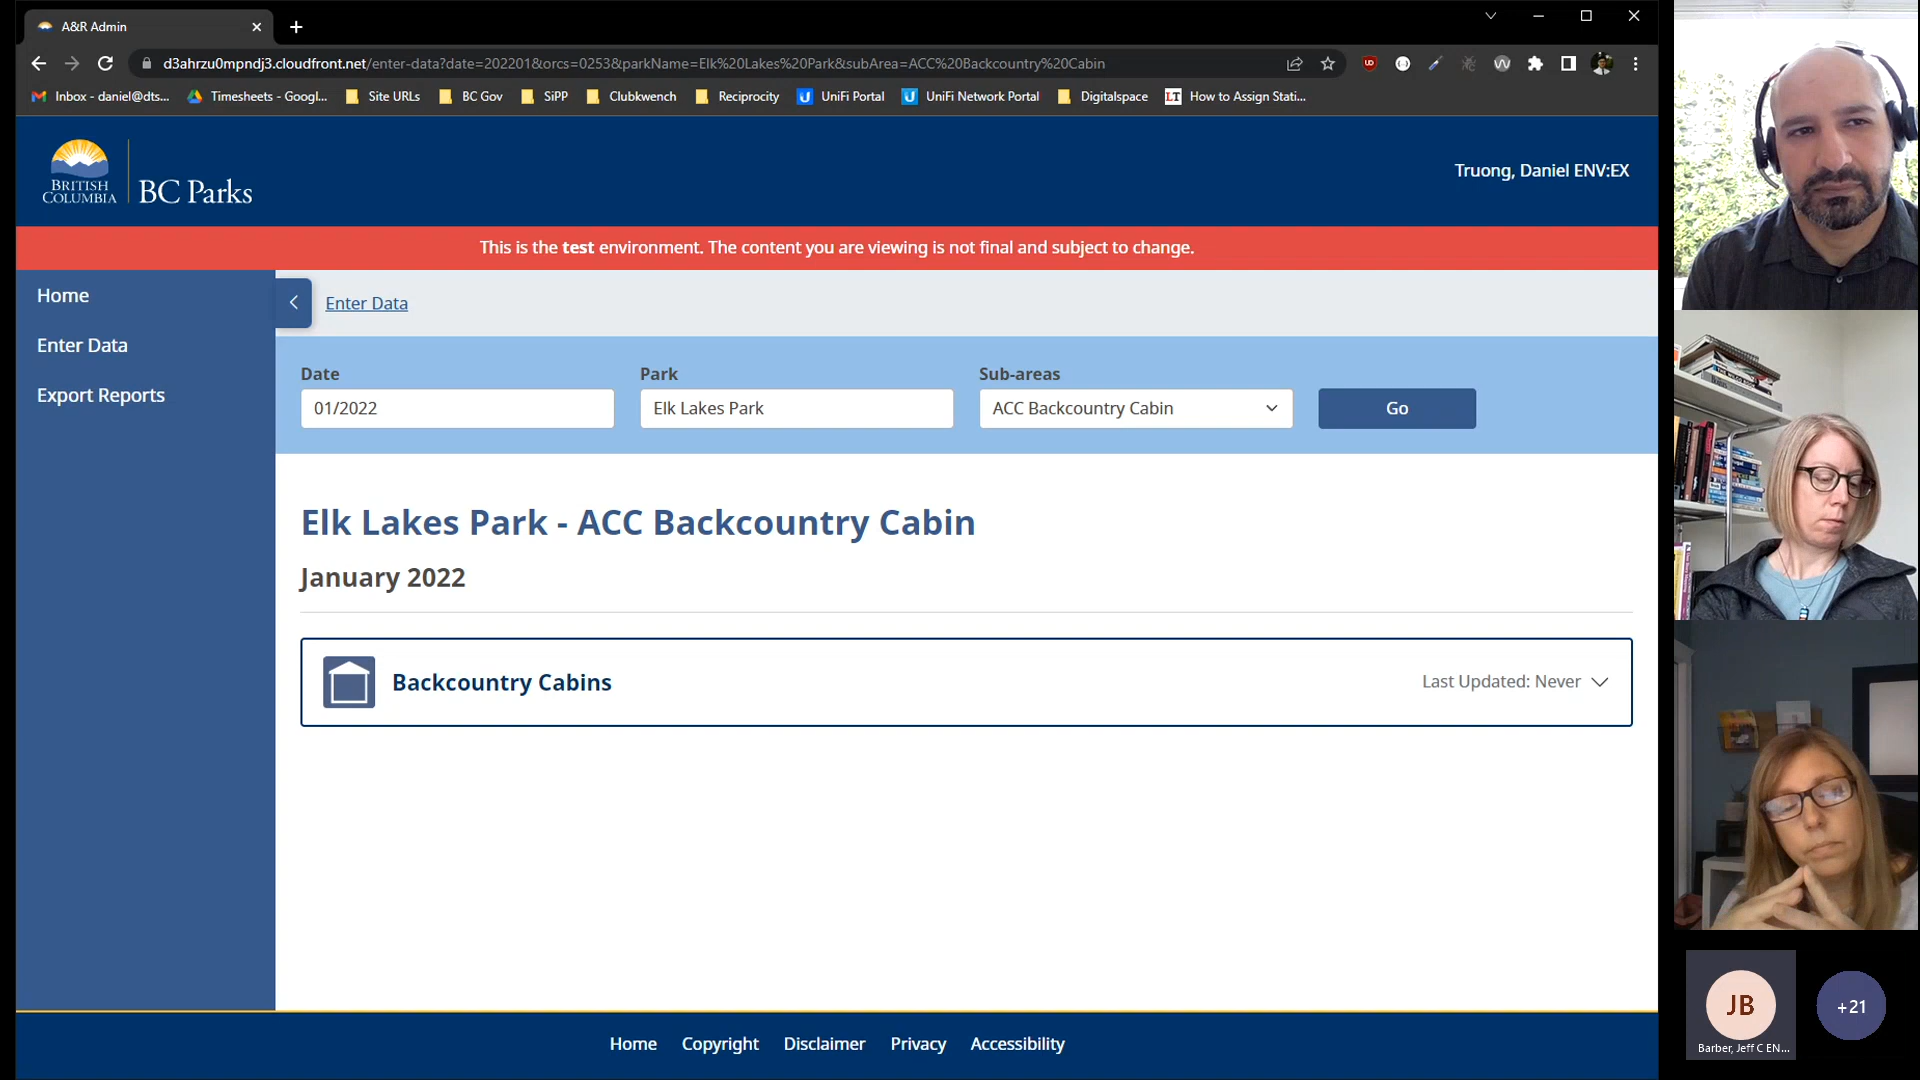 A&R Admin
d3ahrzu0mpndj3.cloudfront.net/enter-data?date=202201&orcs=0253&parkName=Elk%20Lakes%20Park&subArea=ACC%20Backcountry%20Cabin
Inbox - daniel@dts... Timesheets - Googl... Site URLs BC Gov SiPP Clubkwench Reciprocity UniFi Portal UniFi Network Portal Digitalspace LT How to Assign Stati...
BRITISH COLUMBIA
BC Parks
Truong, Daniel ENV:EX
This is the test environment. The content you are viewing is not final and subject to change.
Home
Enter Data
Export Reports
Enter Data
Date Park Sub-areas
01/2022 Elk Lakes Park ACC Backcountry Cabin Go
Elk Lakes Park - ACC Backcountry Cabin
January 2022
Backcountry Cabins Last Updated: Never
Home Copyright Disclaimer Privacy Accessibility
JB
Barber, Jeff C EN...
+21